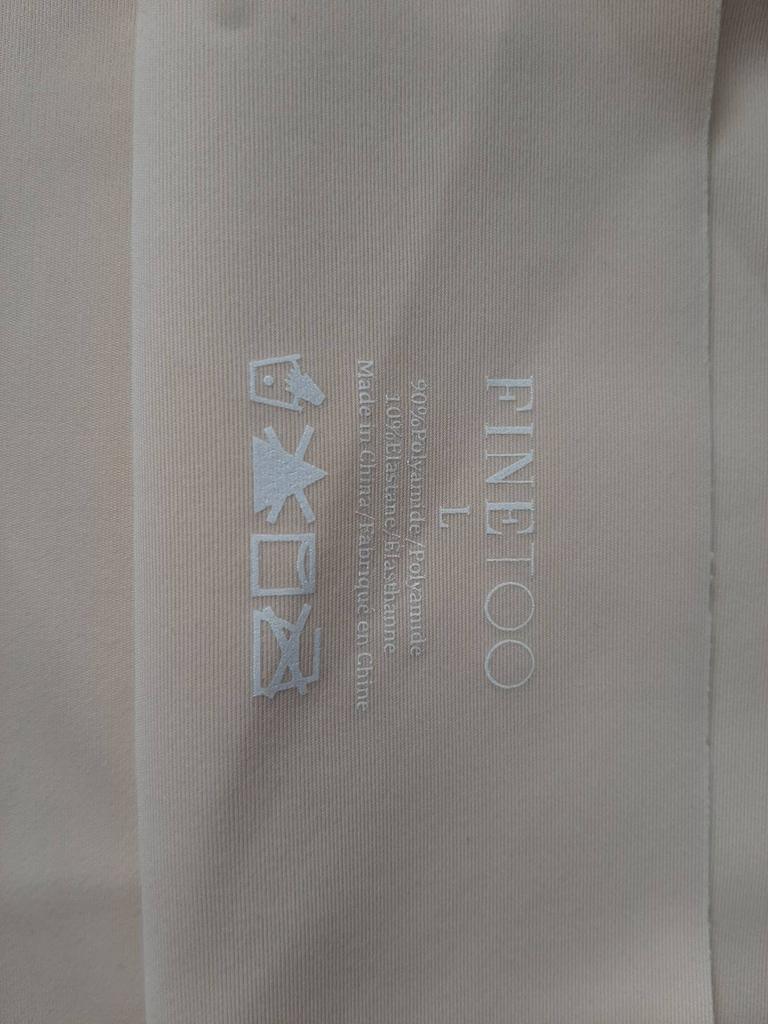 FINETOO
L
90%Polyamide /Polyamide
10%Elastane/Elasthanne
Made in China/Fabriqué en Chine